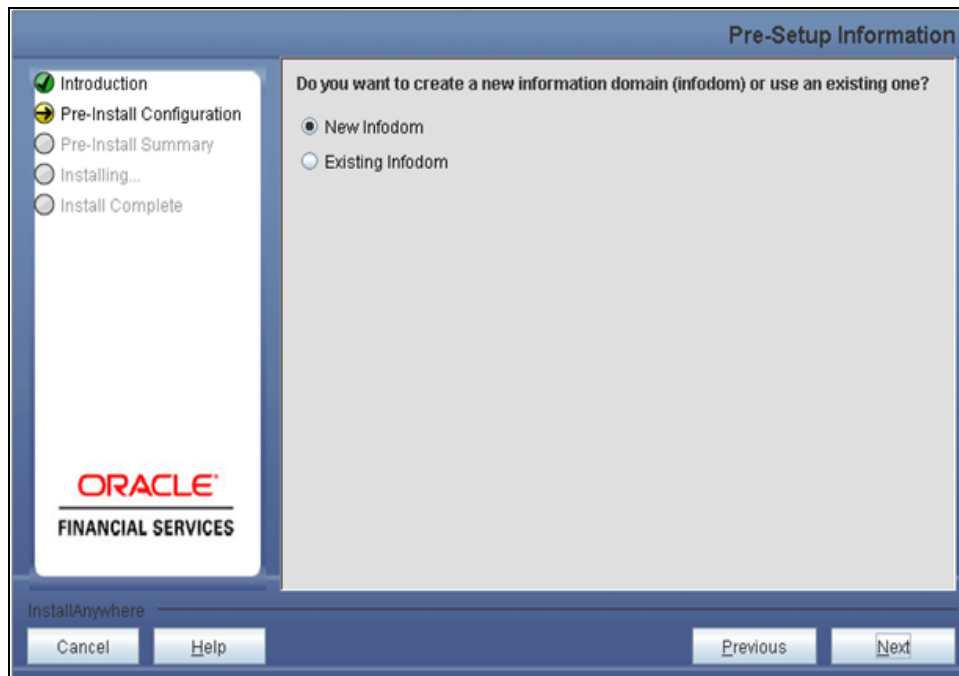 Pre-Setup Information
Introduction
Pre-Install Configuration
Pre-Install Summary
Installing...
Install Complete
ORACLE
FINANCIAL SERVICES
Do you want to create a new information domain (infodom) or use an existing one?
New Infodom
Existing Infodom
InstallAnywhere
Cancel
Help
Previous
Next